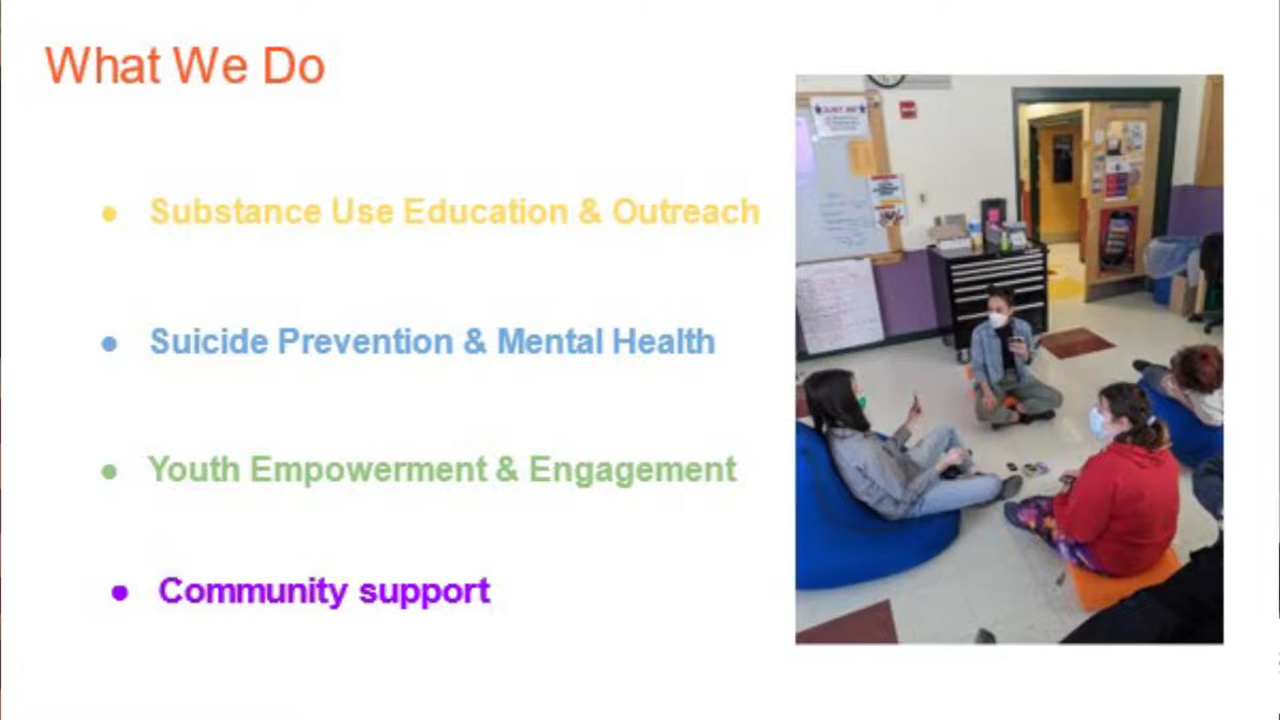 What We Do
● Substance Use Education & Outreach
● Suicide Prevention & Mental Health
● Youth Empowerment & Engagement
● Community support